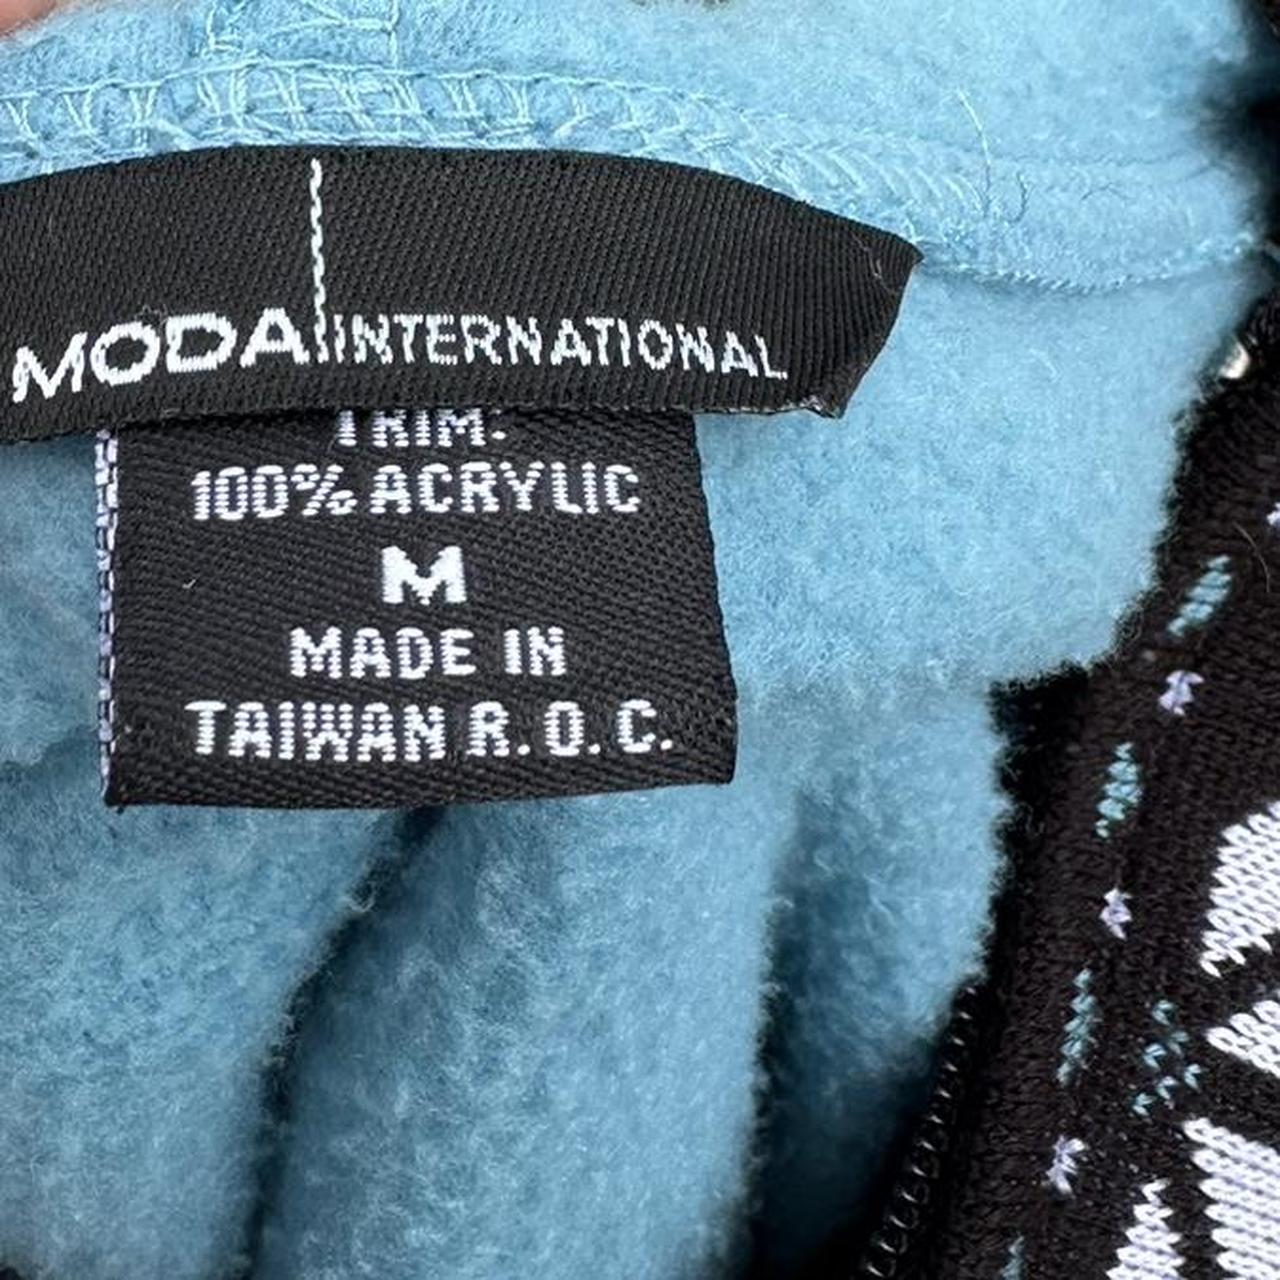 MODA INTERNATIONAL
TRIM:
100% ACRYLIC
M
MADE IN
TAIWAN R.O.C.